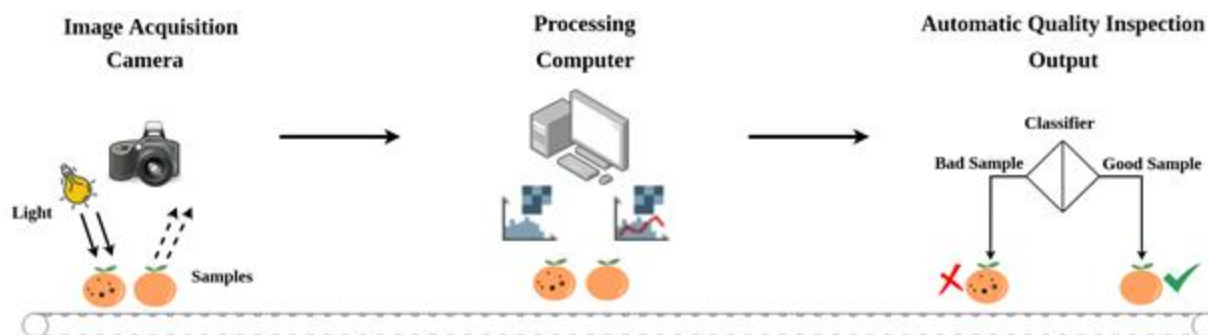 Image Acquisition
Camera
Light
Samples
Processing
Computer
Automatic Quality Inspection
Output
Classifier
Bad Sample
Good Sample